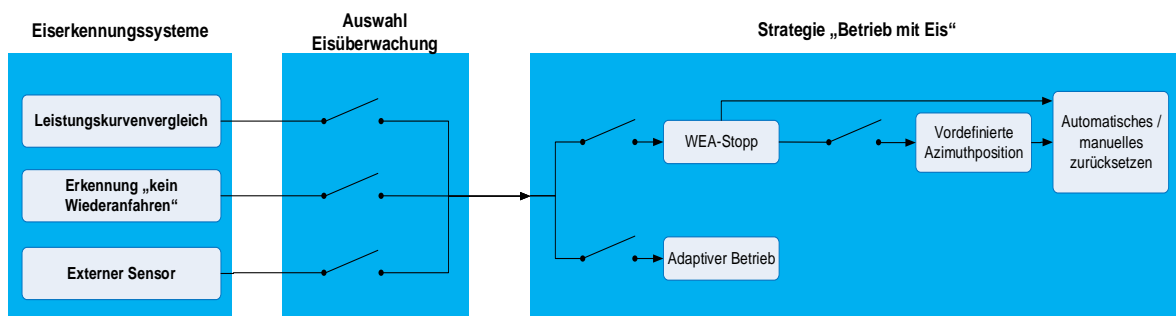 Eiserkennungssysteme
Auswahl
Eisüberwachung
Strategie „Betrieb mit Eis“
Leistungskurvenvergleich
Erkennung „kein
Wiederanfahren“
Externer Sensor
WEA-Stopp
Vordefinierte
Azimuthposition
Automatisches /
manuelles
zurücksetzen
Adaptiver Betrieb